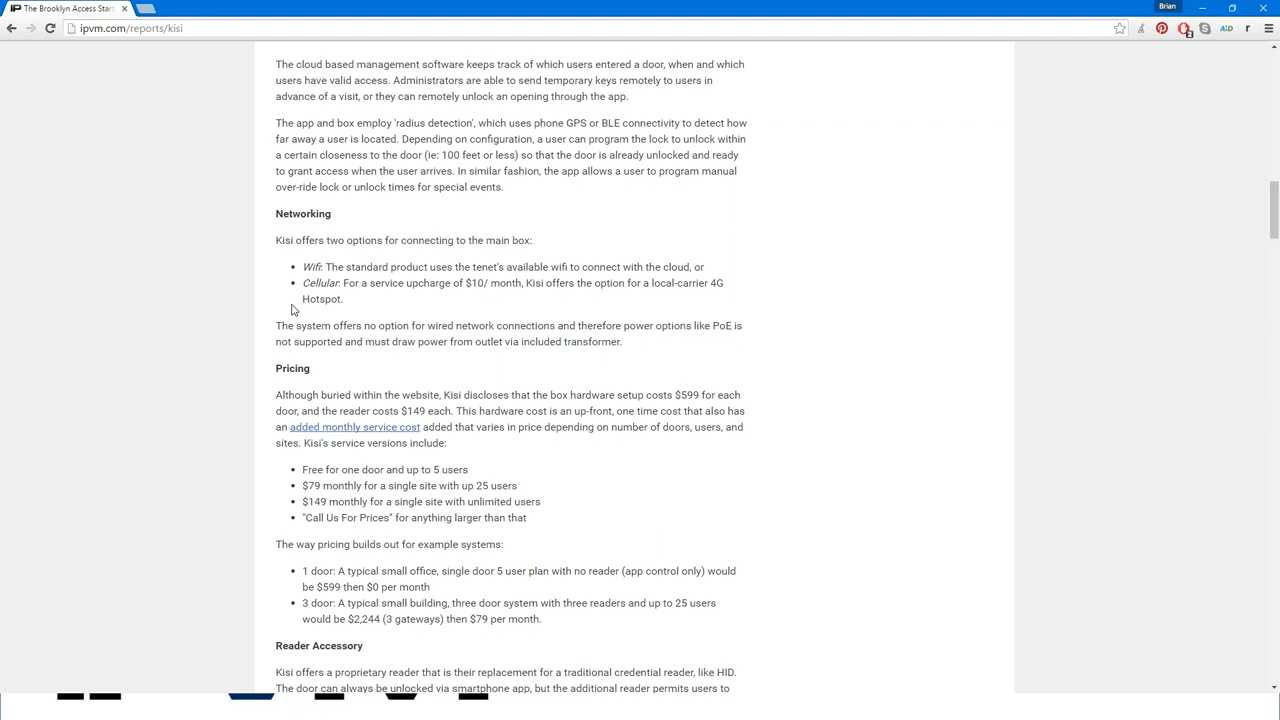 The Brooklyn Access Star
Brian
ipvm.com/reports/kisi
The cloud based management software keeps track of which users entered a door, when and which
users have valid access. Administrators are able to send temporary keys remotely to users in
advance of a visit, or they can remotely unlock an opening through the app.
The app and box employ 'radius detection', which uses phone GPS or BLE connectivity to detect how
far away a user is located. Depending on configuration, a user can program the lock to unlock within
a certain closeness to the door (ie: 100 feet or less) so that the door is already unlocked and ready
to grant access when the user arrives. In similar fashion, the app allows a user to program manual
over-ride lock or unlock times for special events.
Networking
Kisi offers two options for connecting to the main box:
• Wifi: The standard product uses the tenet's available wifi to connect with the cloud, or
• Cellular: For a service upcharge of $10/ month, Kisi offers the option for a local-carrier 4G
Hotspot.
The system offers no option for wired network connections and therefore power options like PoE is
not supported and must draw power from outlet via included transformer.
Pricing
Although buried within the website, Kisi discloses that the box hardware setup costs $599 for each
door, and the reader costs $149 each. This hardware cost is an up-front, one time cost that also has
an added monthly service cost added that varies in price depending on number of doors, users, and
sites. Kisi's service versions include:
• Free for one door and up to 5 users
• $79 monthly for a single site with up 25 users
• $149 monthly for a single site with unlimited users
• "Call Us For Prices" for anything larger than that
The way pricing builds out for example systems:
• 1 door: A typical small office, single door 5 user plan with no reader (app control only) would
be $599 then $0 per month
• 3 door: A typical small building, three door system with three readers and up to 25 users
would be $2,244 (3 gateways) then $79 per month.
Reader Accessory
Kisi offers a proprietary reader that is their replacement for a traditional credential reader, like HID.
The door can always be unlocked via smartphone app, but the additional reader permits users to